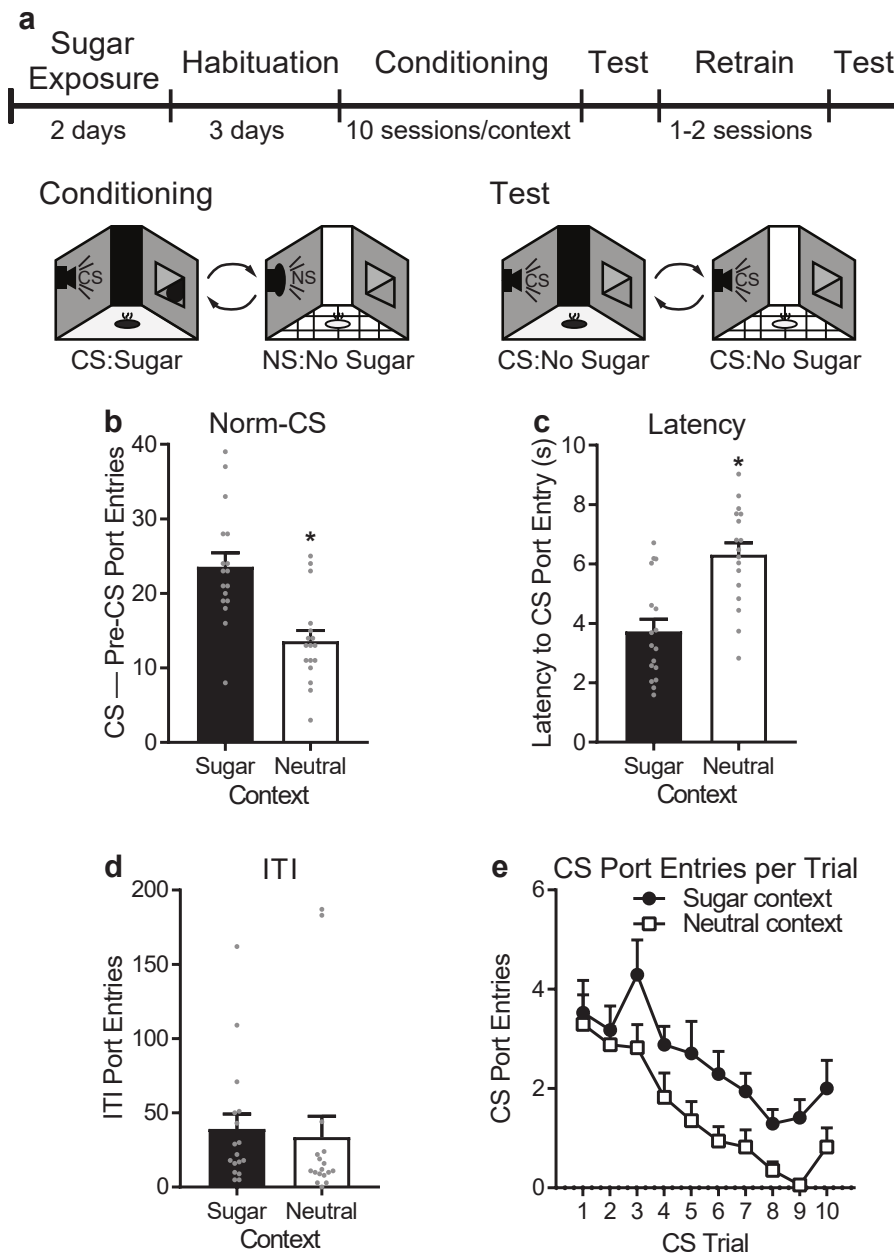 a
Sugar
Exposure
Habituation
Conditioning
Test
Retrain
Test
2 days
3 days
10 sessions/context
1-2 sessions
Conditioning
Test
CS
NS
CS
CS
CS:Sugar
NS:No Sugar
CS:No Sugar
CS:No Sugar
b
Norm-CS
CS — Pre-CS Port Entries
40
30
20
10
0
*
Sugar
Neutral
Context
c
Latency
Latency to CS Port Entry (s)
10
8
6
4
2
0
*
Sugar
Neutral
Context
d
ITI
ITI Port Entries
200
150
100
50
0
Sugar
Neutral
Context
e
CS Port Entries per Trial
Sugar context
Neutral context
CS Port Entries
6
4
2
0
1 2 3 4 5 6 7 8 9 10
CS Trial